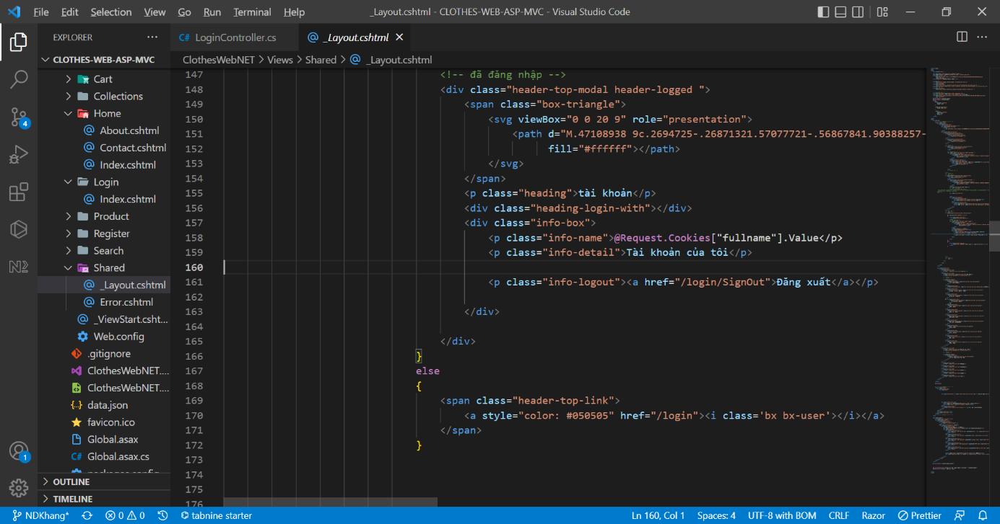 File Edit Selection View Go Run Terminal Help
_Layout.cshtml - CLOTHES-WEB-ASP-MVC - Visual Studio Code
EXPLORER
CLOTHES-WEB-ASP-MVC
Cart
Collections
Home
About.cshtml
Contact.cshtml
Index.cshtml
Login
Index.cshtml
Product
Register
Search
Shared
_Layout.cshtml
Error.cshtml
_ViewStart.csht...
Web.config
.gitignore
ClothesWebNET....
ClothesWebNET....
data.json
favicon.ico
Global.asax
Global.asax.cs
packages.config
OUTLINE
TIMELINE
4
1
LoginController.cs
_Layout.cshtml
ClothesWebNET > Views > Shared > _Layout.cshtml
147 <!-- đã đăng nhập -->
148 <div class="header-top-modal header-logged ">
149 <span class="box-triangle">
150 <svg viewBox="0 0 20 9" role="presentation">
151 <path d="M.47108938 9c.2694725-.26871321.57077721-.56867841.90388257-
152 fill="#ffffff"></path>
153 </svg>
154 </span>
155 <p class="heading">tài khoản</p>
156 <div class="heading-login-with"></div>
157 <div class="info-box">
158 <p class="info-name">@Request.Cookies["fullname"].Value</p>
159 <p class="info-detail">Tài khoản của tôi</p>
160
161 <p class="info-logout"><a href="/login/SignOut">Đăng xuất</a></p>
162
163 </div>
164
165 </div>
166 }
167 else
168 {
169 <span class="header-top-link">
170 <a style="color: #050505" href="/login"><i class='bx bx-user'></i></a>
171 </span>
172 }
173
174
175
176
NDKhang* 0 0 tabnine starter
Ln 160, Col 1 Spaces: 4 UTF-8 with BOM CRLF Razor Prettier